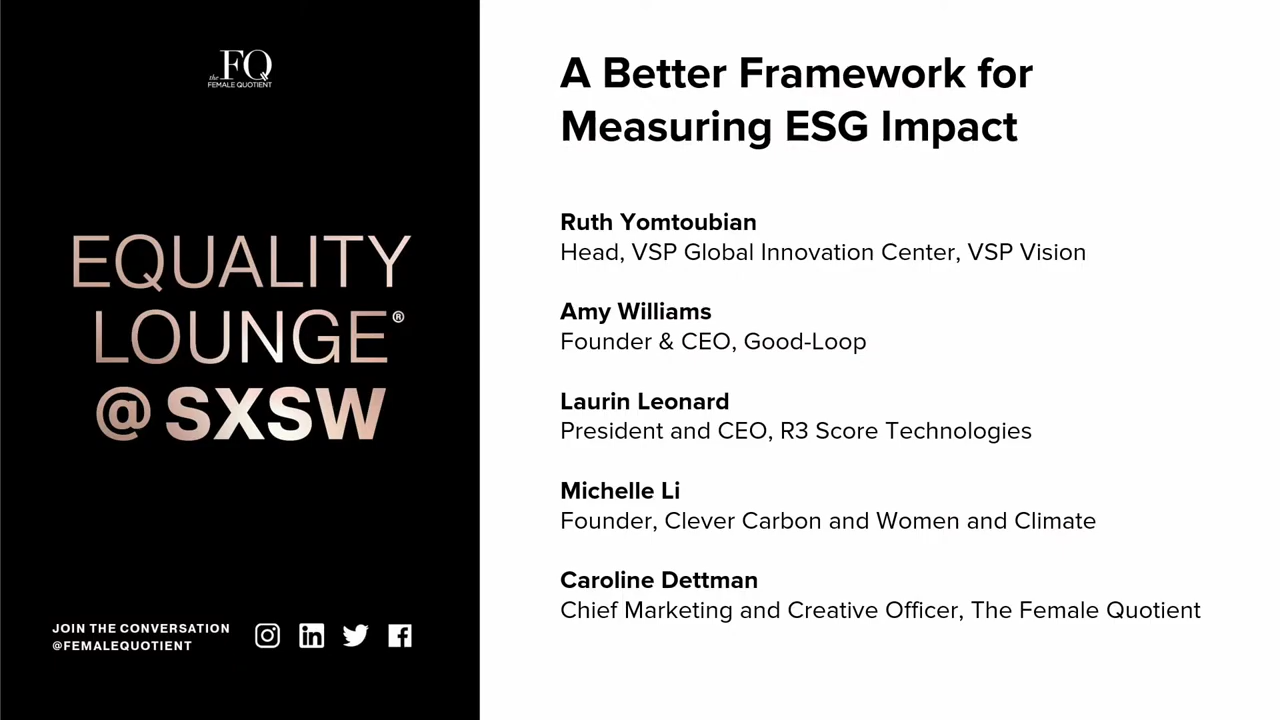 the FQ
FEMALE QUOTIENT
EQUALITY
LOUNGE®
@ SXSW
JOIN THE CONVERSATION
@FEMALEQUOTIENT
A Better Framework for
Measuring ESG Impact
Ruth Yomtoubian
Head, VSP Global Innovation Center, VSP Vision
Amy Williams
Founder & CEO, Good-Loop
Laurin Leonard
President and CEO, R3 Score Technologies
Michelle Li
Founder, Clever Carbon and Women and Climate
Caroline Dettman
Chief Marketing and Creative Officer, The Female Quotient